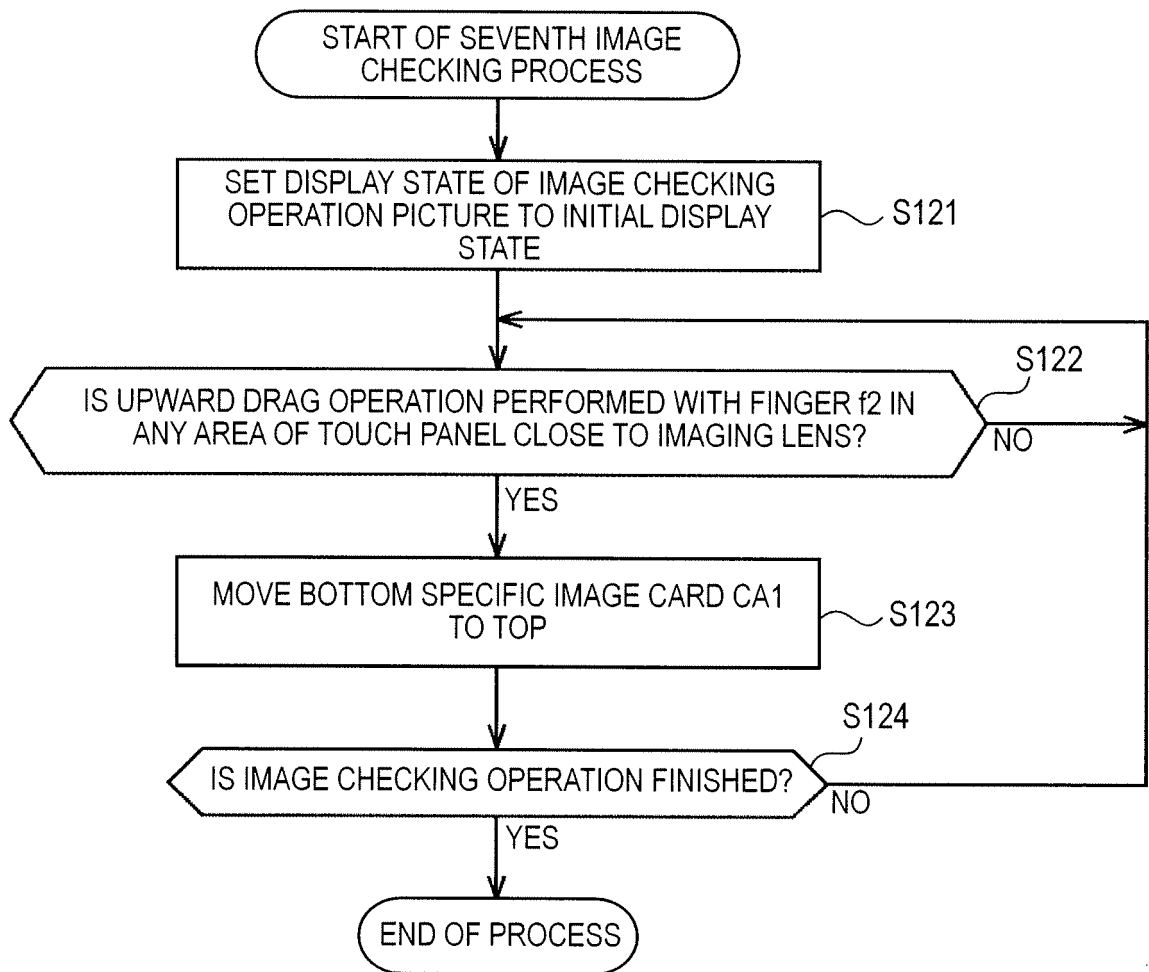 START OF SEVENTH IMAGE
CHECKING PROCESS
SET DISPLAY STATE OF IMAGE CHECKING
OPERATION PICTURE TO INITIAL DISPLAY
STATE
S121
S122
IS UPWARD DRAG OPERATION PERFORMED WITH FINGER f2 IN
ANY AREA OF TOUCH PANEL CLOSE TO IMAGING LENS?
NO
YES
MOVE BOTTOM SPECIFIC IMAGE CARD CA1
TO TOP
S123
S124
IS IMAGE CHECKING OPERATION FINISHED?
NO
YES
END OF PROCESS